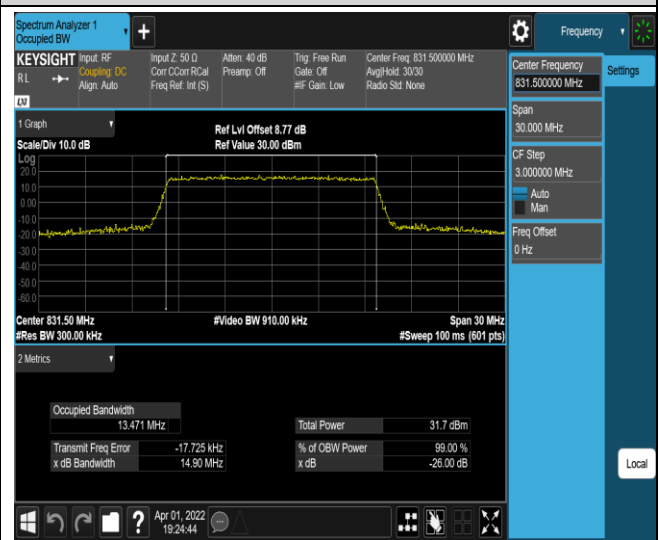 Spectrum Analyzer 1
Occupied BW
+
Frequency
KEYSIGHT
RL
LXI
Input: RF
Coupling: DC
Align: Auto
Input Z: 50 Ω
Corr CCorr RCal
Freq Ref: Int (S)
Atten: 40 dB
Preamp: Off
Trig: Free Run
Gate: Off
#IF Gain: Low
Center Freq: 831.500000 MHz
Avg|Hold: 30/30
Radio Std: None
Center Frequency
831.500000 MHz
Settings
Span
30.000 MHz
CF Step
3.000000 MHz
Auto
Man
Freq Offset
0 Hz
1 Graph
Scale/Div 10.0 dB
Ref Lvl Offset 8.77 dB
Ref Value 30.00 dBm
Log
20.0
10.0
0.00
-10.0
-20.0
-30.0
-40.0
-50.0
-60.0
Center 831.50 MHz
#Video BW 910.00 kHz
Span 30 MHz
#Res BW 300.00 kHz
#Sweep 100 ms (601 pts)
2 Metrics
Occupied Bandwidth
13.471 MHz
Total Power 31.7 dBm
Transmit Freq Error -17.725 kHz
% of OBW Power 99.00 %
x dB Bandwidth 14.90 MHz
x dB -26.00 dB
Local
?
Apr 01, 2022
19:24:44